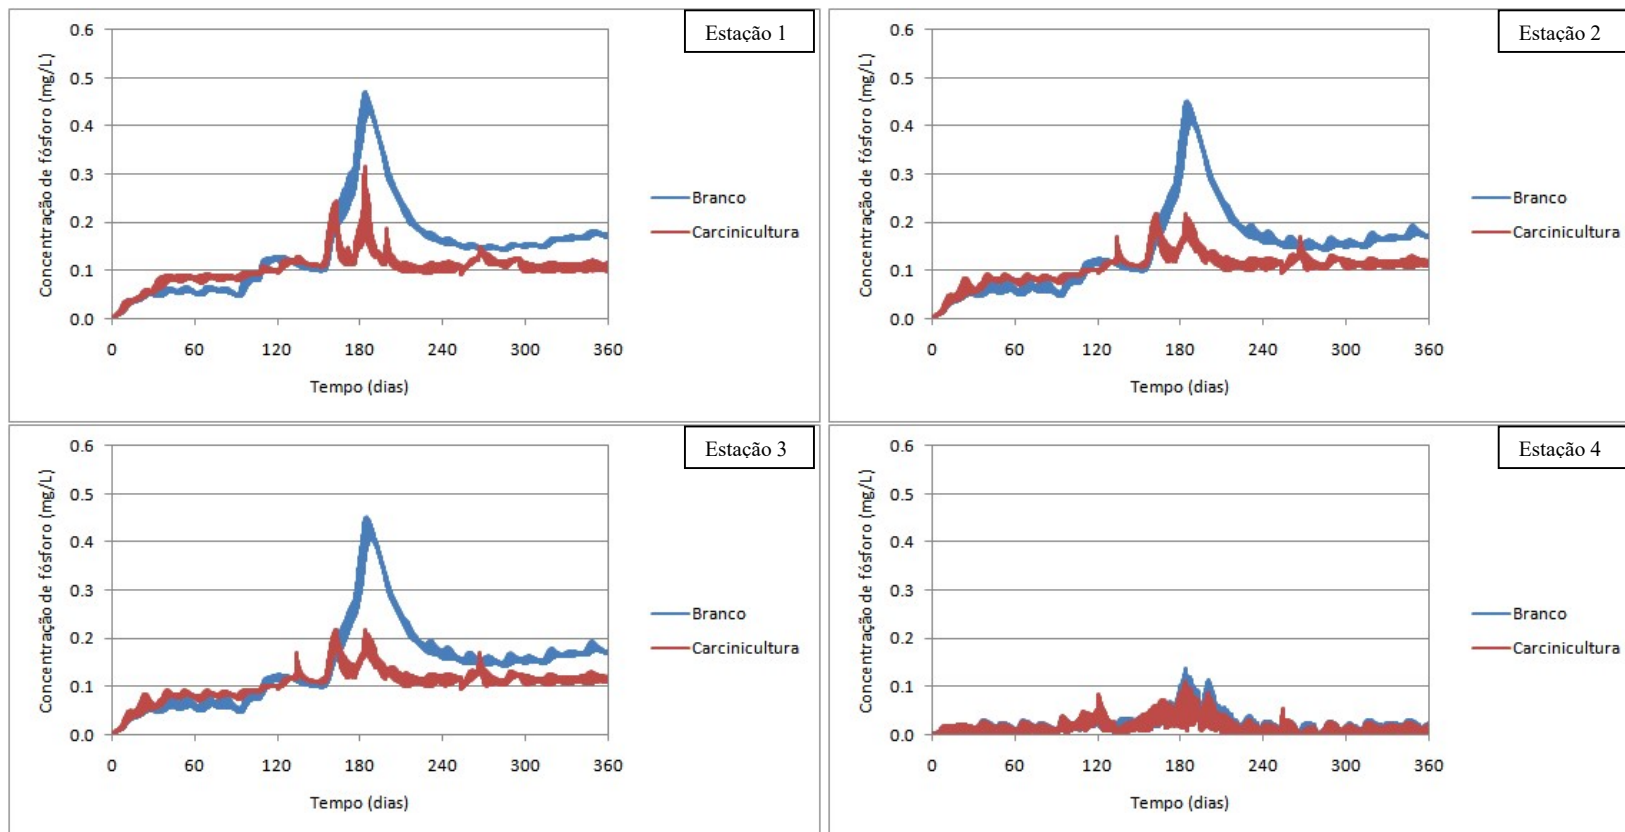 Estação 1
Concentração de fósforo (mg/L)
0.6
0.5
0.4
0.3
0.2
0.1
0.0
0 60 120 180 240 300 360
Tempo (dias)
Branco
Carcinicultura
Estação 2
Concentração de fósforo (mg/L)
0.6
0.5
0.4
0.3
0.2
0.1
0.0
0 60 120 180 240 300 360
Tempo (dias)
Branco
Carcinicultura
Estação 3
Concentração de fósforo (mg/L)
0.6
0.5
0.4
0.3
0.2
0.1
0.0
0 60 120 180 240 300 360
Tempo (dias)
Branco
Carcinicultura
Estação 4
Concentração de fósforo (mg/L)
0.6
0.5
0.4
0.3
0.2
0.1
0.0
0 60 120 180 240 300 360
Tempo (dias)
Branco
Carcinicultura